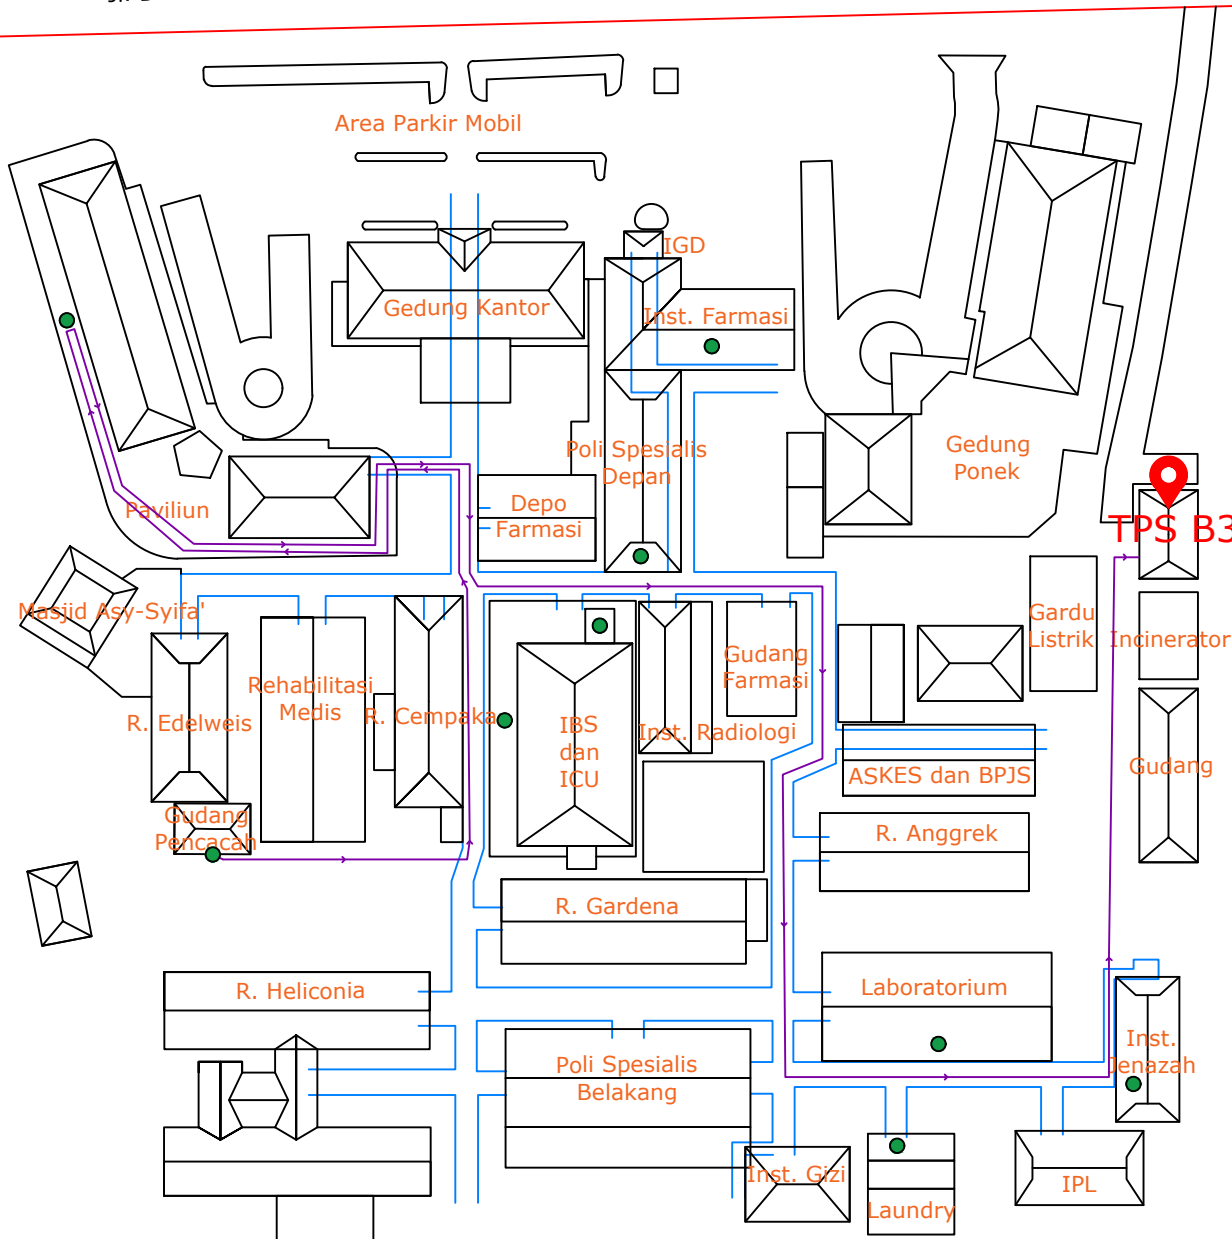 Area Parkir Mobil
IGD
Gedung Kantor
Inst. Farmasi
Poli Spesialis
Depan
Gedung
Ponek
Depo
Farmasi
Paviliun
TPS B3
Masjid Asy-Syifa'
Gardu
Listrik
Incinerator
Rehabilitasi
Medis
R. Edelweis
R. Cempaka
IBS
dan
ICU
Gudang
Farmasi
Inst. Radiologi
ASKES dan BPJS
Gudang
Gudang
Pencacah
R. Anggrek
R. Gardena
R. Heliconia
Laboratorium
Poli Spesialis
Belakang
Inst.
Jenazah
Inst. Gizi
Laundry
IPL